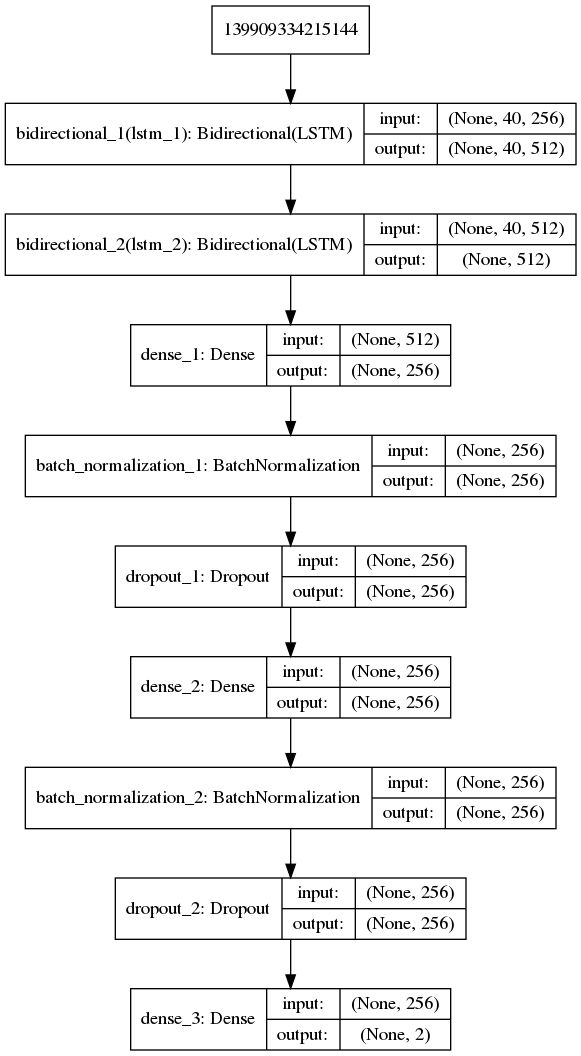 139909334215144
bidirectional_1(lstm_1): Bidirectional(LSTM)
input:
(None, 40, 256)
output:
(None, 40, 512)
bidirectional_2(lstm_2): Bidirectional(LSTM)
input:
(None, 40, 512)
output:
(None, 512)
dense_1: Dense
input:
(None, 512)
output:
(None, 256)
batch_normalization_1: BatchNormalization
input:
(None, 256)
output:
(None, 256)
dropout_1: Dropout
input:
(None, 256)
output:
(None, 256)
dense_2: Dense
input:
(None, 256)
output:
(None, 256)
batch_normalization_2: BatchNormalization
input:
(None, 256)
output:
(None, 256)
dropout_2: Dropout
input:
(None, 256)
output:
(None, 256)
dense_3: Dense
input:
(None, 256)
output:
(None, 2)